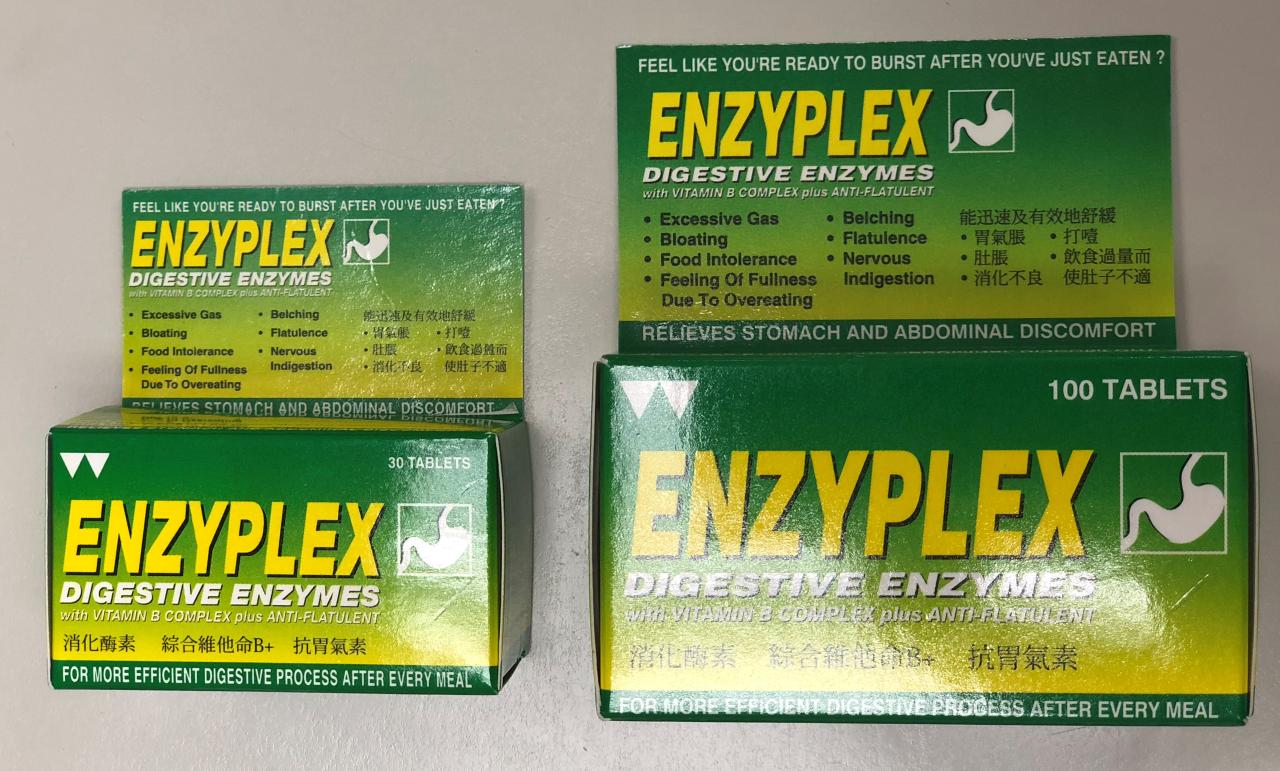 FEEL LIKE YOU'RE READY TO BURST AFTER YOU'VE JUST EATEN?
ENZYPLEX
DIGESTIVE ENZYMES
with VITAMIN B COMPLEX plus ANTI-FLATULENT
• Excessive Gas
• Bloating
• Food Intolerance
• Feeling Of Fullness
Due To Overeating
• Belching
• Flatulence
• Nervous
Indigestion
能迅速及有效地舒緩
• 胃氣脹 • 打噎
• 肚脹 • 飲食過量而
• 消化不良 使肚子不適
RELIEVES STOMACH AND ABDOMINAL DISCOMFORT
30 TABLETS
ENZYPLEX
DIGESTIVE ENZYMES
with VITAMIN B COMPLEX plus ANTI-FLATULENT
消化酶素 綜合維他命B+ 抗胃氣素
FOR MORE EFFICIENT DIGESTIVE PROCESS AFTER EVERY MEAL
FEEL LIKE YOU'RE READY TO BURST AFTER YOU'VE JUST EATEN ?
ENZYPLEX
DIGESTIVE ENZYMES
with VITAMIN B COMPLEX plus ANTI-FLATULENT
• Excessive Gas
• Bloating
• Food Intolerance
• Feeling Of Fullness
Due To Overeating
• Belching
• Flatulence
• Nervous
Indigestion
能迅速及有效地舒緩
• 胃氣脹 • 打噎
• 肚脹 • 飲食過量而
• 消化不良 使肚子不適
RELIEVES STOMACH AND ABDOMINAL DISCOMFORT
100 TABLETS
ENZYPLEX
DIGESTIVE ENZYMES
with VITAMIN B COMPLEX plus ANTI-FLATULENT
消化酶素 綜合維他命B+ 抗胃氣素
FOR MORE EFFICIENT DIGESTIVE PROCESS AFTER EVERY MEAL